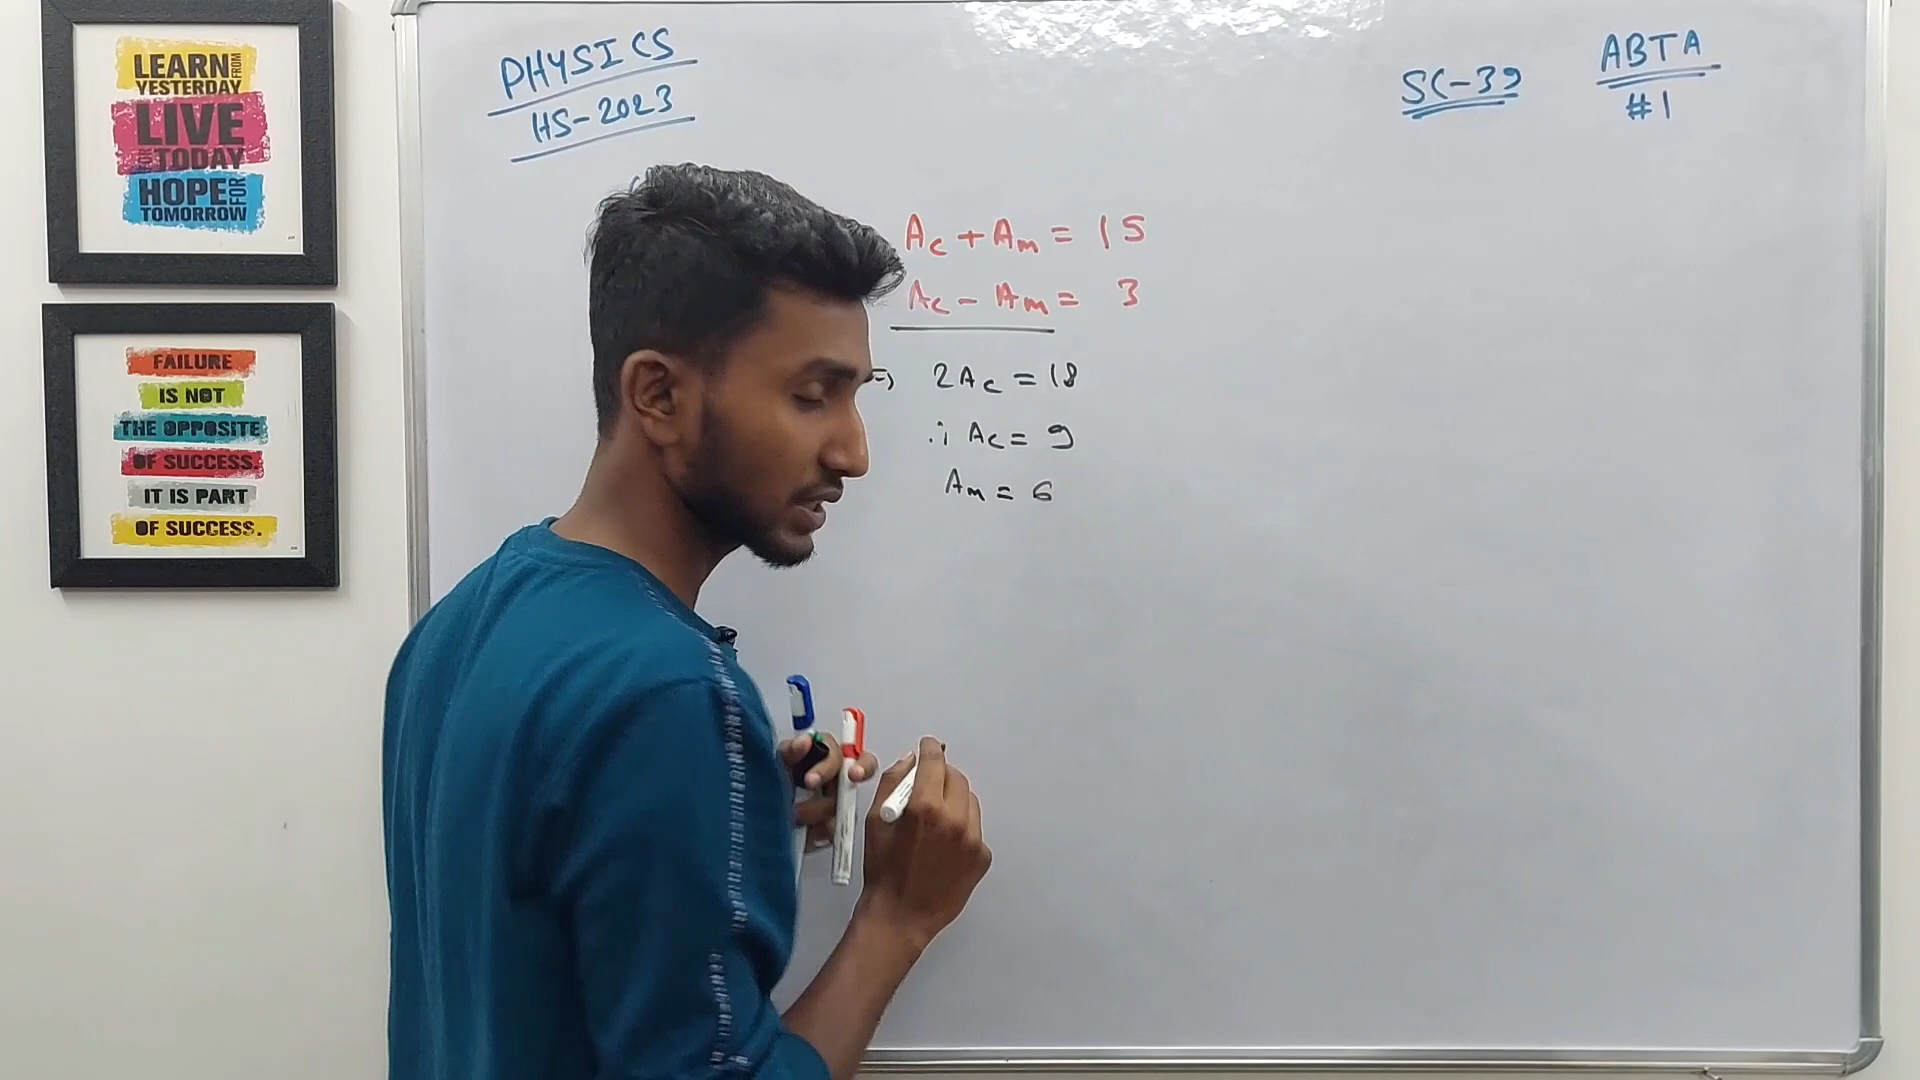 LEARN FROM
YESTERDAY
LIVE
FOR TODAY
HOPE FOR
TOMORROW
FAILURE
IS NOT
THE OPPOSITE
OF SUCCESS.
IT IS PART
OF SUCCESS.
PHYSICS
HS-2023
SC-39
ABTA
#1
Ac + Am = 15
Ac - Am = 3
⇒ 2Ac = 18
∴ Ac = 9
Am = 6